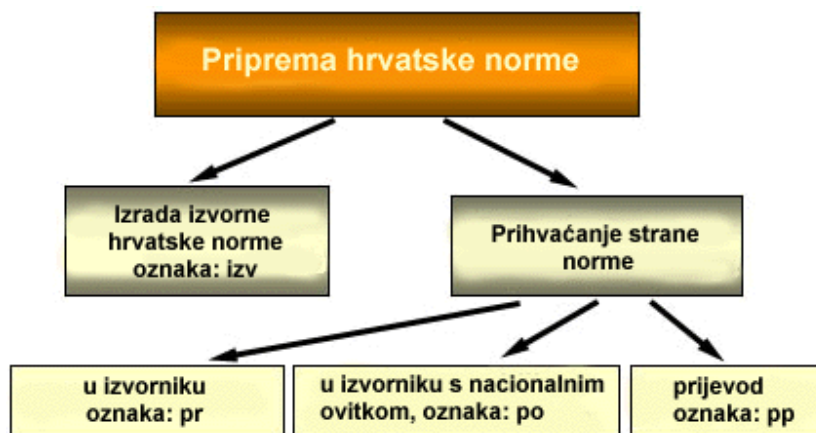 Priprema hrvatske norme
Izrada izvorne
hrvatske norme
oznaka: izv
Prihvaćanje strane
norme
u izvorniku
oznaka: pr
u izvorniku s nacionalnim
ovitkom, oznaka: po
prijevod
oznaka: pp